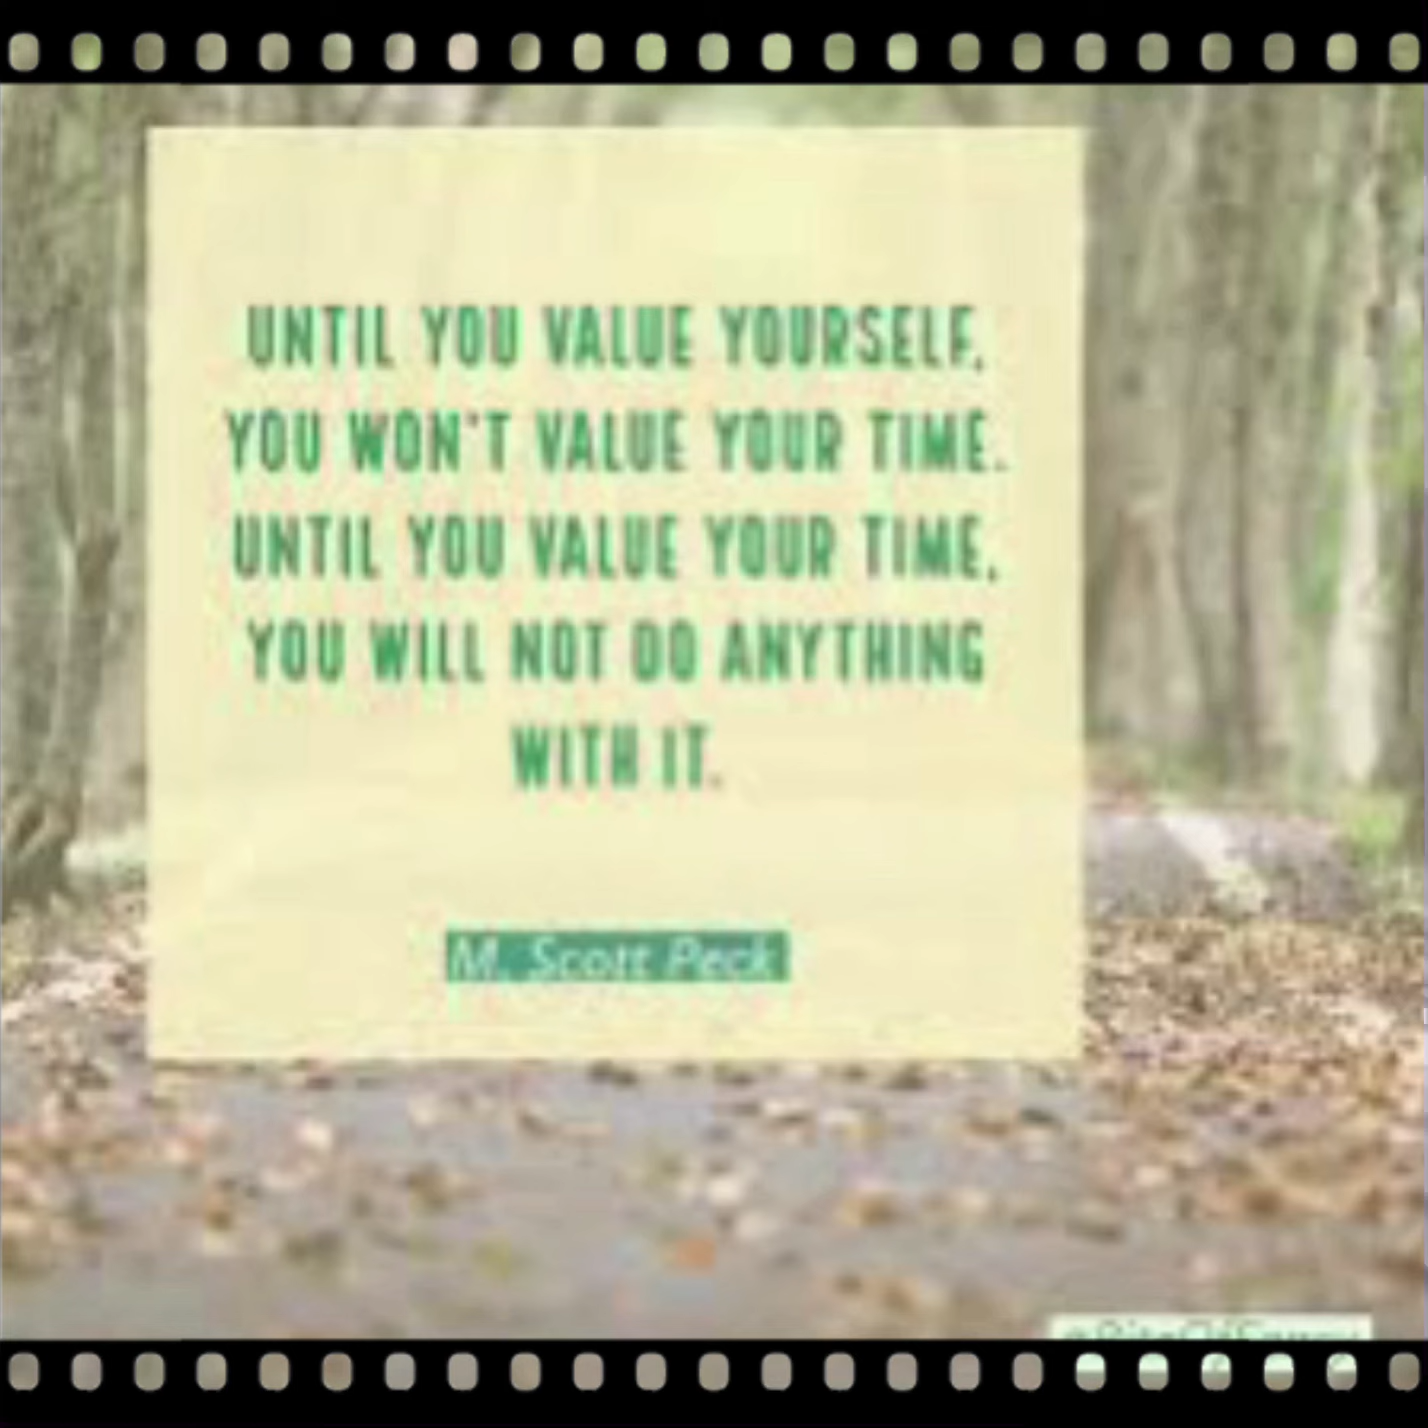 UNTIL YOU VALUE YOURSELF,
YOU WON'T VALUE YOUR TIME.
UNTIL YOU VALUE YOUR TIME,
YOU WILL NOT DO ANYTHING
WITH IT.
M. Scott Peck